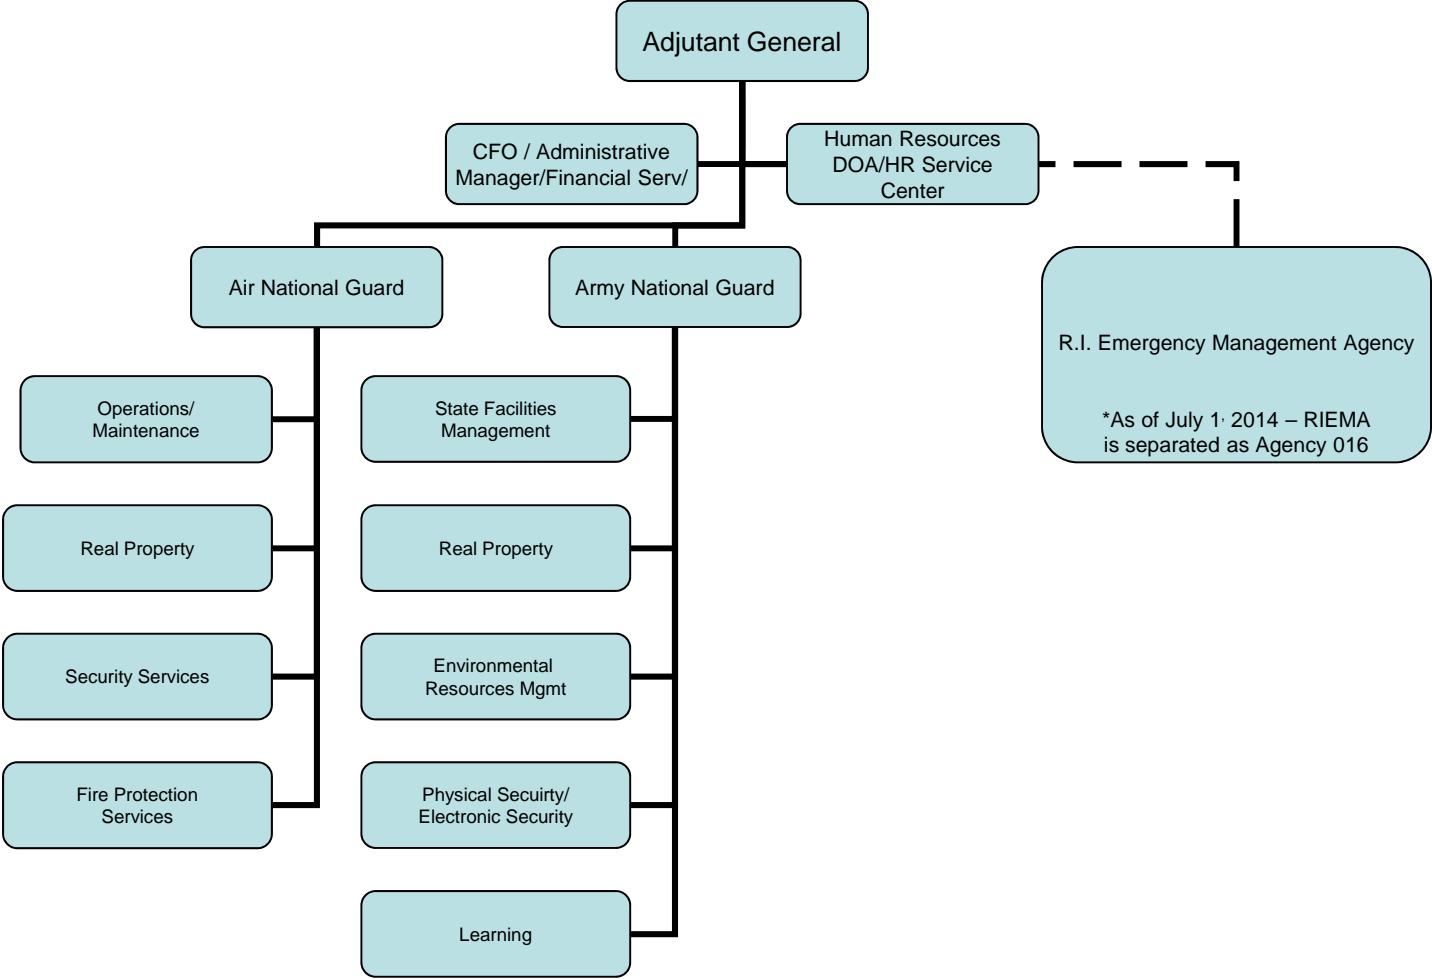 Adjutant General
CFO / Administrative
Manager/Financial Serv/
Human Resources
DOA/HR Service
Center
Air National Guard
Army National Guard
R.I. Emergency Management Agency
*As of July 1, 2014 – RIEMA
is separated as Agency 016
Operations/
Maintenance
State Facilities
Management
Real Property
Real Property
Security Services
Environmental
Resources Mgmt
Fire Protection
Services
Physical Secuirty/
Electronic Security
Learning